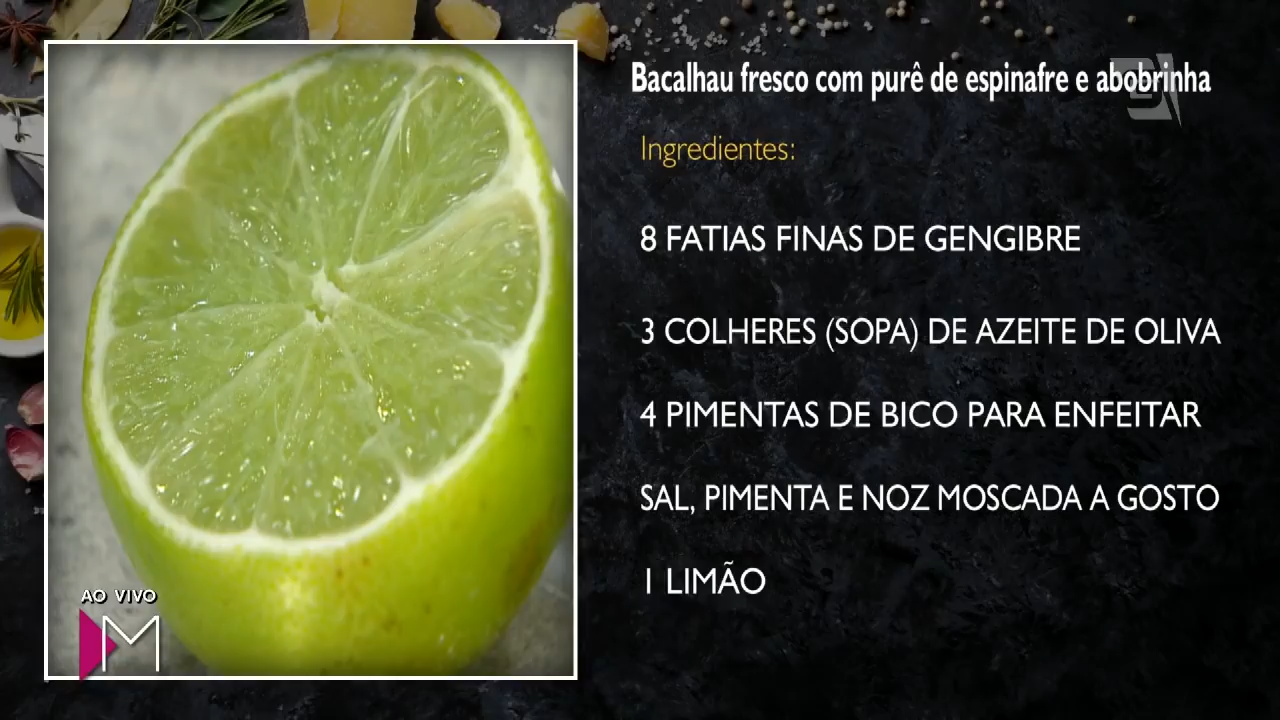 Bacalhau fresco com purê de espinafre e abobrinha
Ingredientes:
8 FATIAS FINAS DE GENGIBRE
3 COLHERES (SOPA) DE AZEITE DE OLIVA
4 PIMENTAS DE BICO PARA ENFEITAR
SAL, PIMENTA E NOZ MOSCADA A GOSTO
1 LIMÃO
AO VIVO
M